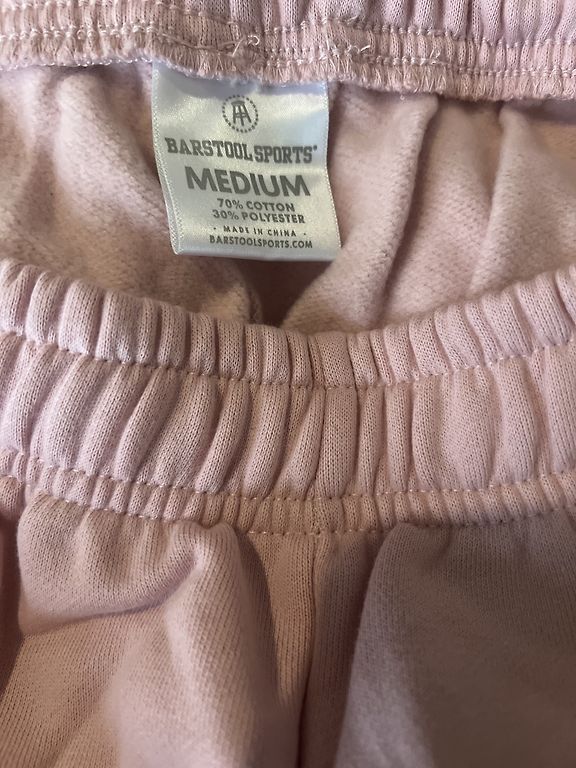 BARSTOOL SPORTS®
MEDIUM
70% COTTON
30% POLYESTER
• MADE IN CHINA •
BARSTOOLSPORTS.COM